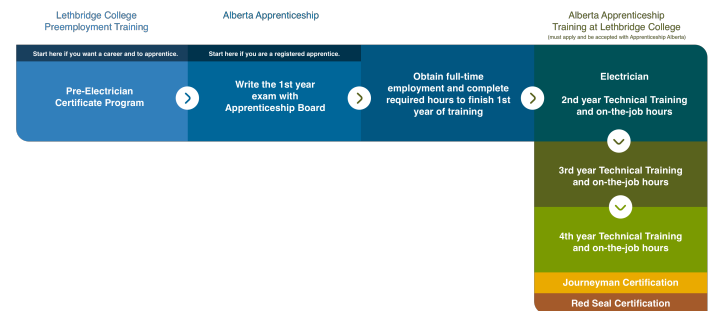 Lethbridge College
Preemployment Training
Alberta Apprenticeship
Alberta Apprenticeship
Training at Lethbridge College
(must apply and be accepted with Apprenticeship Alberta)
Start here if you want a career and to apprentice.
Start here if you are a registered apprentice.
Pre-Electrician
Certificate Program
Write the 1st year
exam with
Apprenticeship Board
Obtain full-time
employment and complete
required hours to finish 1st
year of training
Electrician
2nd year Technical Training
and on-the-job hours
3rd year Technical Training
and on-the-job hours
4th year Technical Training
and on-the-job hours
Journeyman Certification
Red Seal Certification